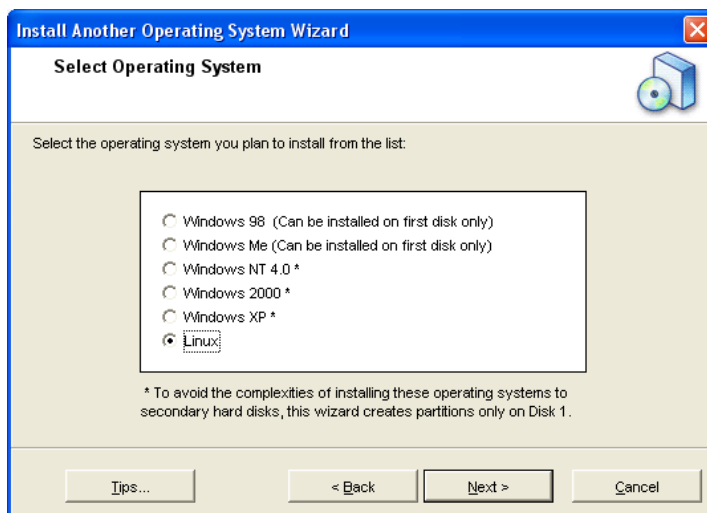 Install Another Operating System Wizard
Select Operating System
Select the operating system you plan to install from the list:
Windows 98 (Can be installed on first disk only)
Windows Me (Can be installed on first disk only)
Windows NT 4.0 *
Windows 2000 *
Windows XP *
Linux
* To avoid the complexities of installing these operating systems to
secondary hard disks, this wizard creates partitions only on Disk 1.
Tips... < Back Next > Cancel